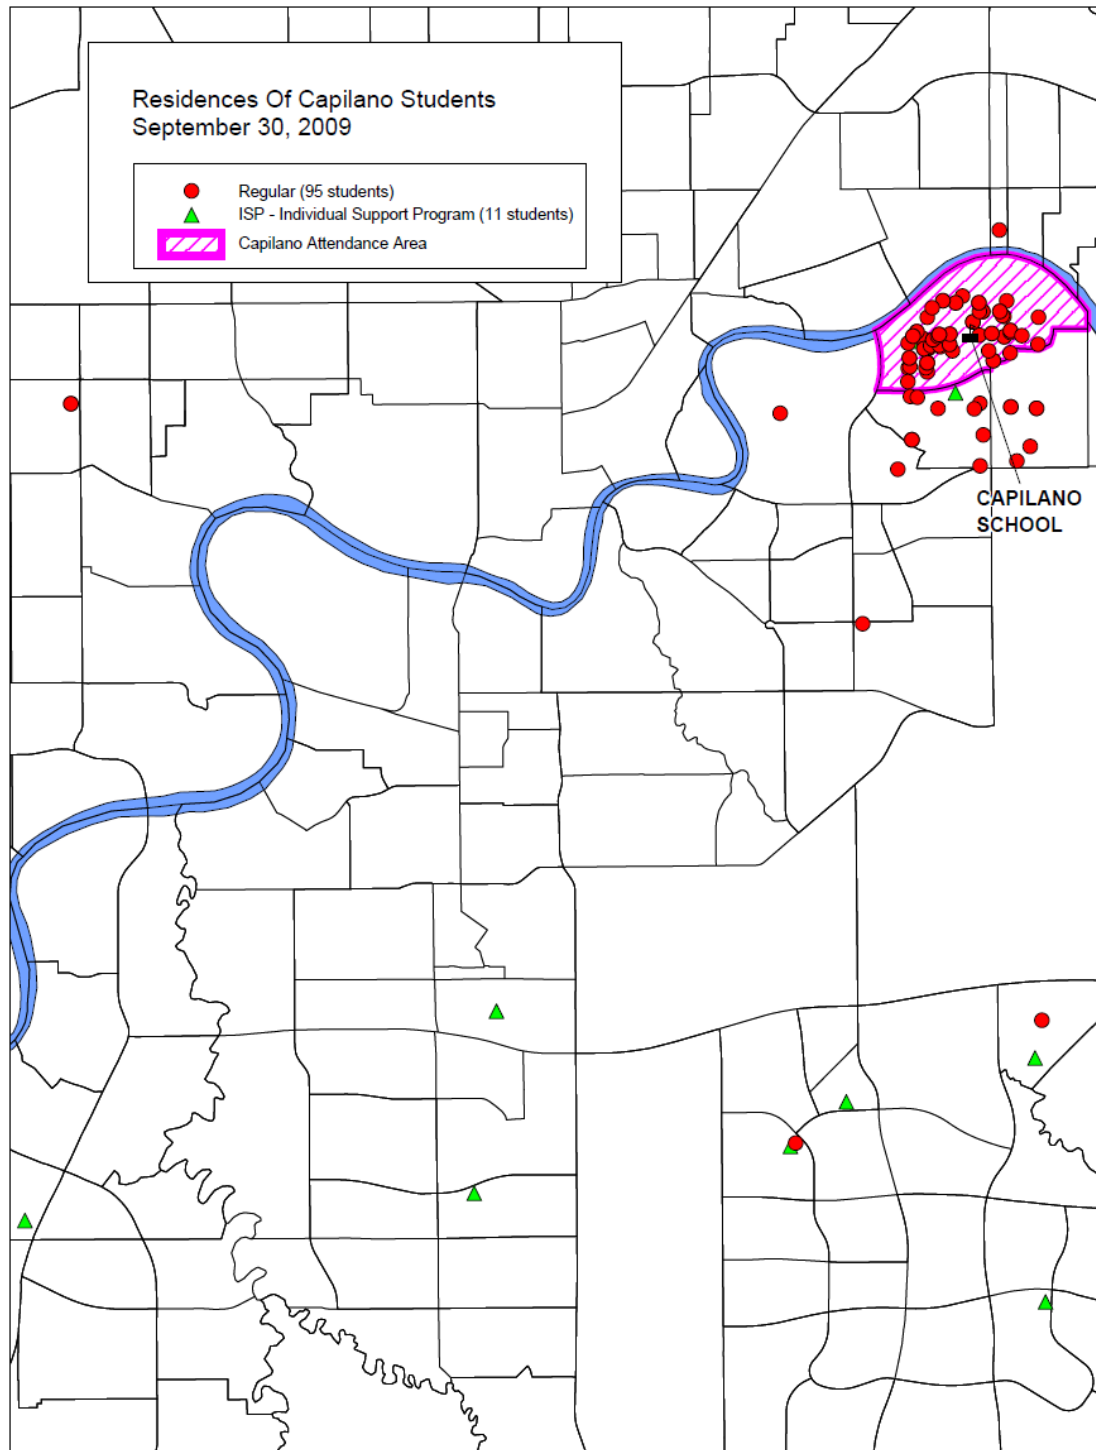 Residences Of Capilano Students
September 30, 2009
Regular (95 students)
ISP - Individual Support Program (11 students)
Capilano Attendance Area
CAPILANO
SCHOOL